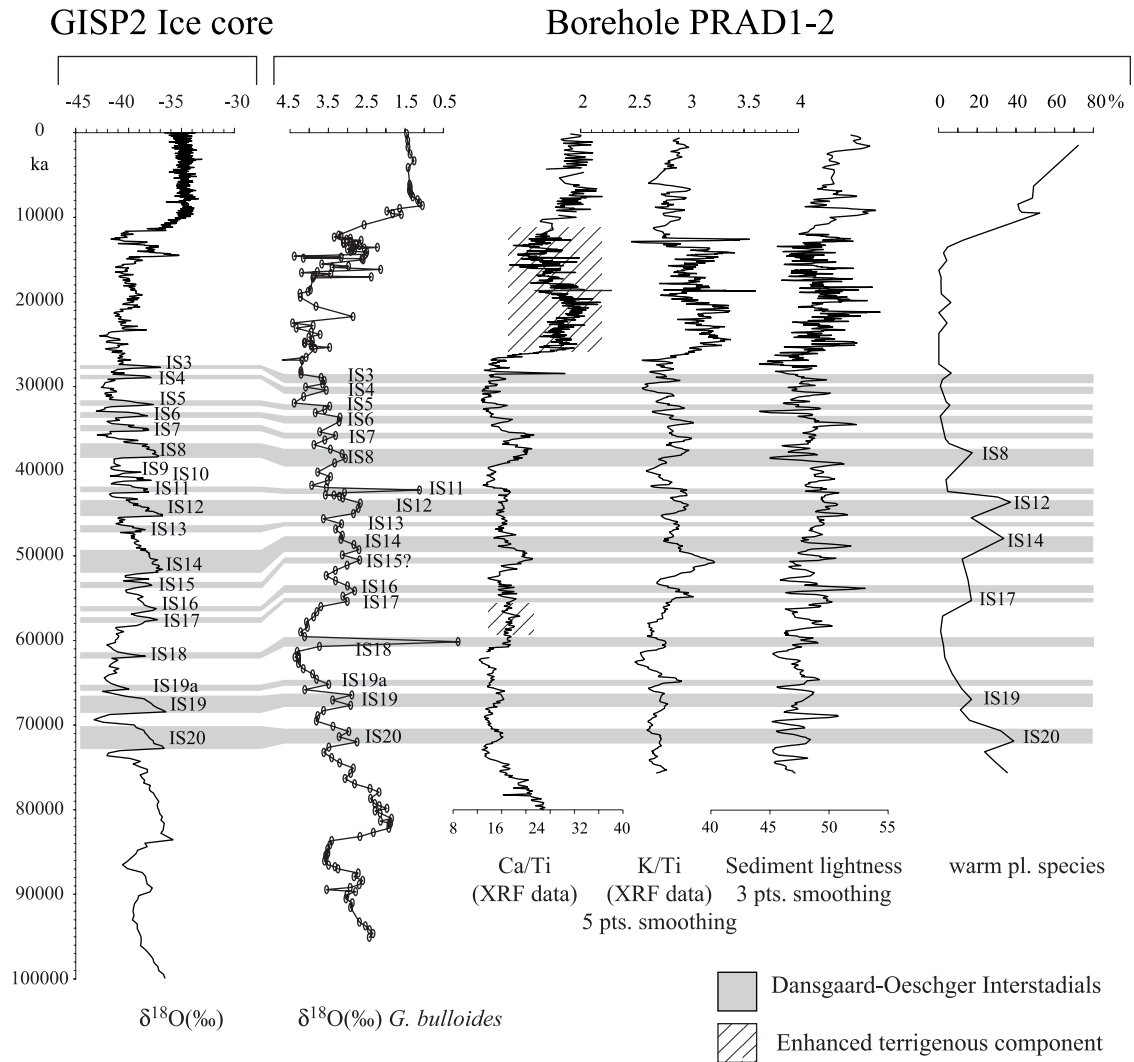 GISP2 Ice core
Borehole PRAD1-2
-45 -40 -35 -30
4.5 3.5 2.5 1.5 0.5
2 2.5 3 3.5 4
0 20 40 60 80 %
0
ka
10000
20000
30000
40000
50000
60000
70000
80000
90000
100000
IS3
IS4
IS5
IS6
IS7
IS8
IS9
IS10
IS11
IS12
IS13
IS14
IS15
IS16
IS17
IS18
IS19a
IS19
IS20
IS3
IS4
IS5
IS6
IS7
IS8
IS11
IS12
IS13
IS14
IS15?
IS16
IS17
IS18
IS19a
IS19
IS20
IS8
IS12
IS14
IS17
IS19
IS20
8 16 24 32 40
40 45 50 55
Ca/Ti
(XRF data)
K/Ti
(XRF data)
5 pts. smoothing
Sediment lightness
3 pts. smoothing
warm pl. species
δ18O(‰)
δ18O(‰) G. bulloides
Dansgaard-Oeschger Interstadials
Enhanced terrigenous component